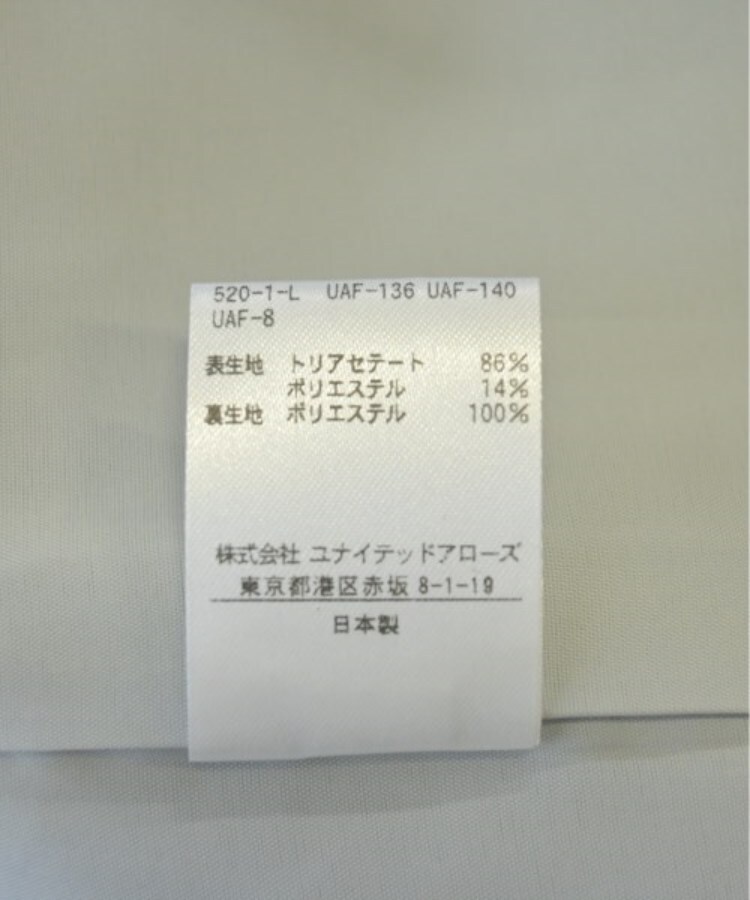 520-1-L UAF-136 UAF-140
UAF-8
表生地 トリアセテート 86%
ポリエステル 14%
裏生地 ポリエステル 100%
株式会社 ユナイテッドアローズ
東京都港区赤坂 8-1-19
日本製